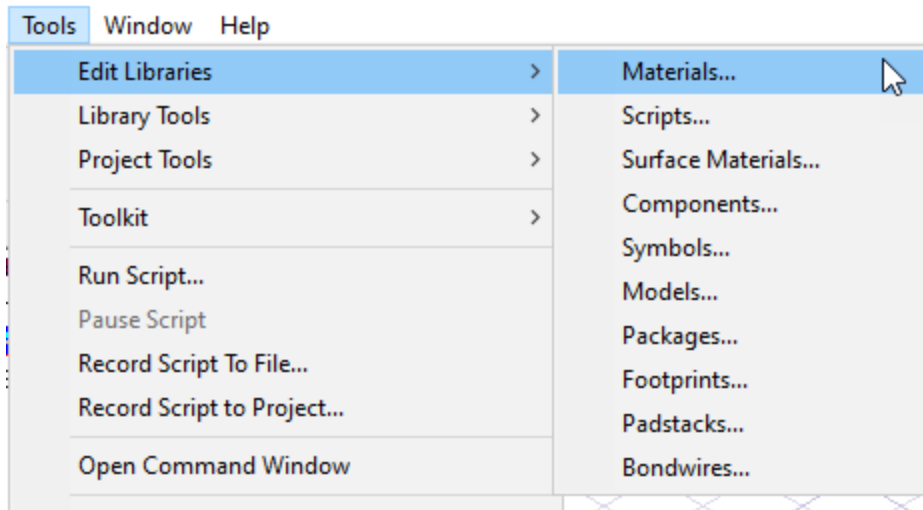 Tools Window Help
Edit Libraries
Library Tools
Project Tools
Toolkit
Run Script...
Pause Script
Record Script To File...
Record Script to Project...
Open Command Window
Materials...
Scripts...
Surface Materials...
Components...
Symbols...
Models...
Packages...
Footprints...
Padstacks...
Bondwires...